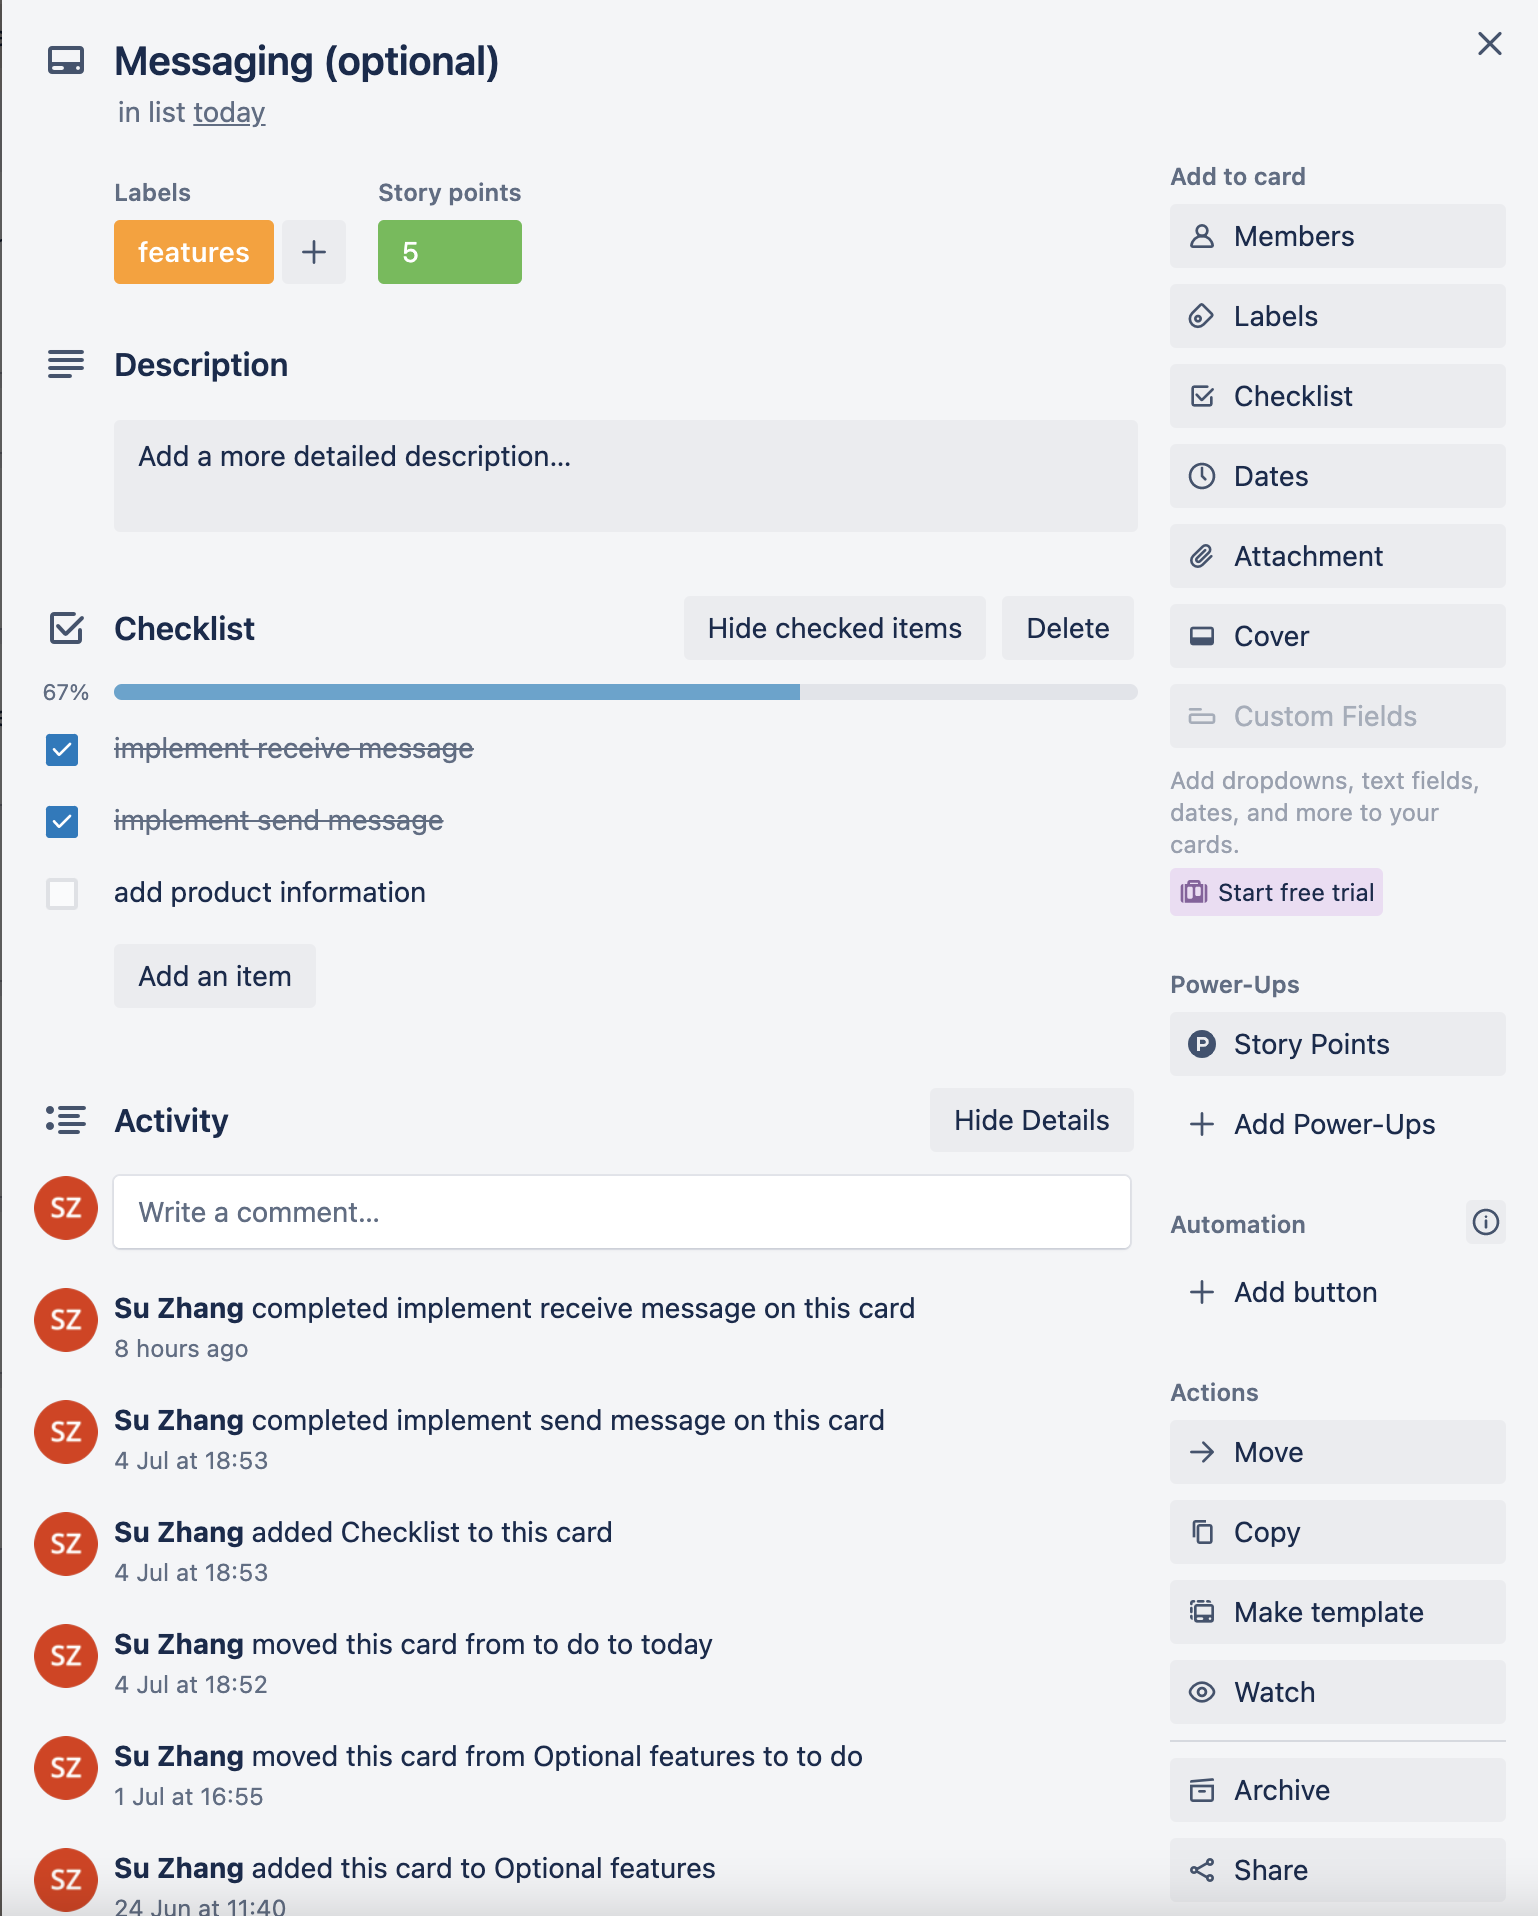 Messaging (optional)
in list today
Labels
Story points
features
5
Description
Add a more detailed description...
Checklist
Hide checked items
Delete
67%
implement receive message
implement send message
add product information
Add an item
Activity
Hide Details
SZ
Write a comment...
SZ
Su Zhang completed implement receive message on this card
8 hours ago
SZ
Su Zhang completed implement send message on this card
4 Jul at 18:53
SZ
Su Zhang added Checklist to this card
4 Jul at 18:53
SZ
Su Zhang moved this card from to do to today
4 Jul at 18:52
SZ
Su Zhang moved this card from Optional features to to do
1 Jul at 16:55
SZ
Su Zhang added this card to Optional features
24 Jun at 11:40
Add to card
Members
Labels
Checklist
Dates
Attachment
Cover
Custom Fields
Add dropdowns, text fields,
dates, and more to your
cards.
Start free trial
Power-Ups
P
Story Points
Add Power-Ups
Automation
Add button
Actions
Move
Copy
Make template
Watch
Archive
Share